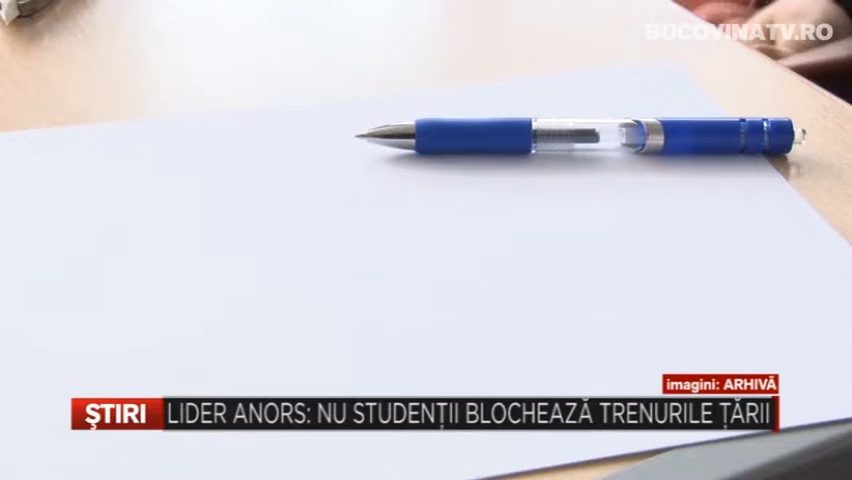 BUCOVINATV.RO
imagini: ARHIVĂ
ŞTIRI
LIDER ANORS: NU STUDENȚII BLOCHEAZĂ TRENURILE ȚĂRII